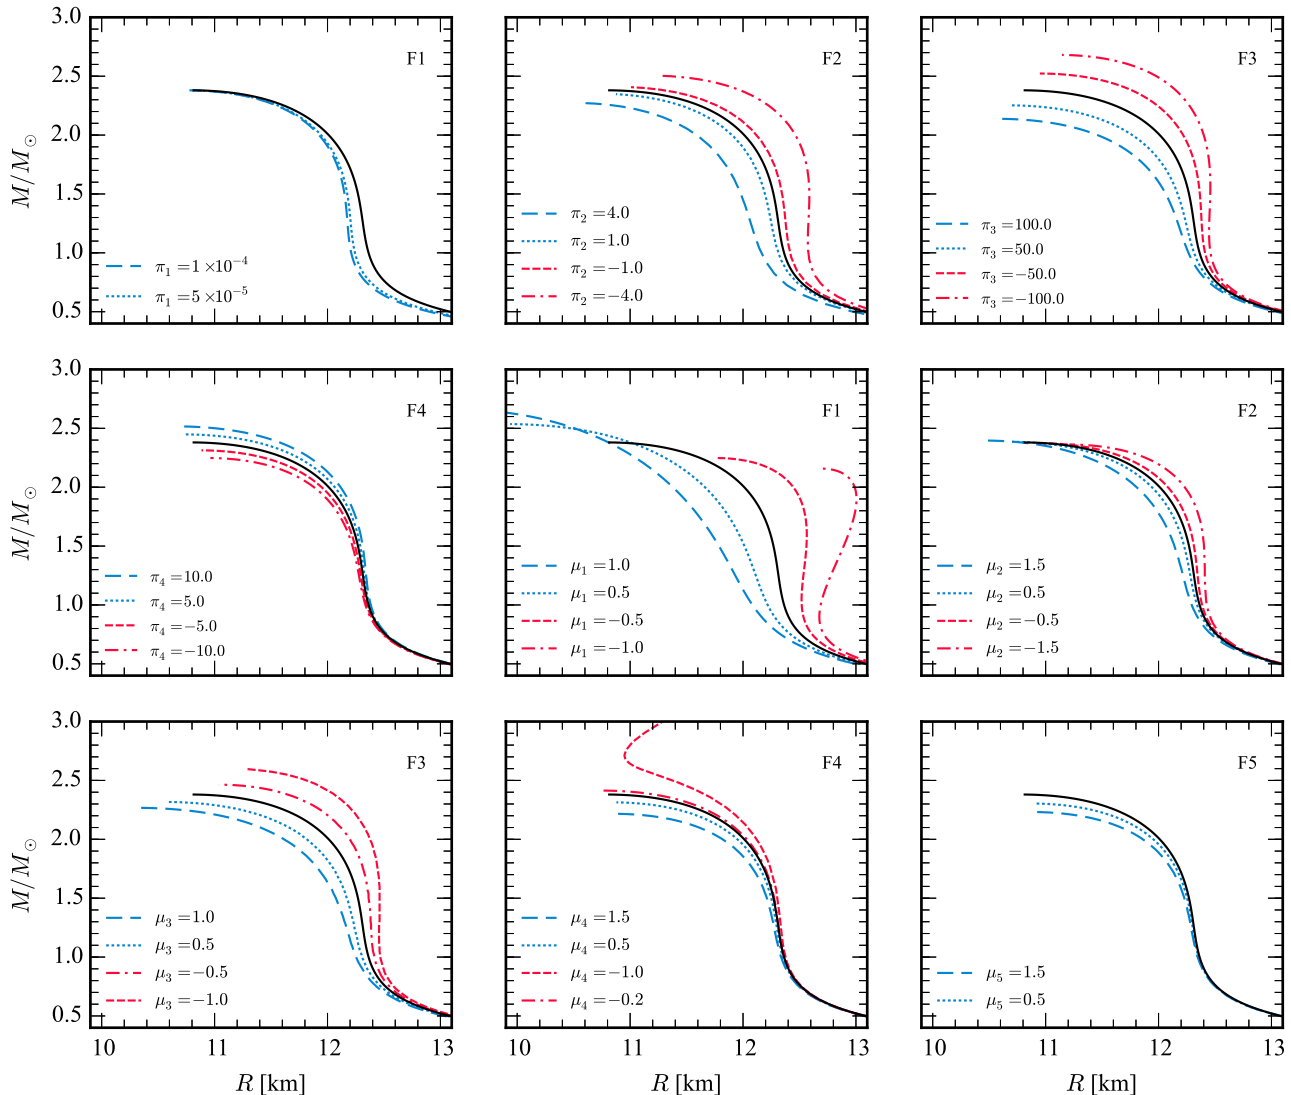 3.0
2.5
2.0
1.5
1.0
0.5
M/M⊙
F1
π₁ = 1 ×10⁻⁴
π₁ = 5 ×10⁻⁵
F2
π₂ = 4.0
π₂ = 1.0
π₂ = −1.0
π₂ = −4.0
F3
π₃ = 100.0
π₃ = 50.0
π₃ = −50.0
π₃ = −100.0
3.0
2.5
2.0
1.5
1.0
0.5
M/M⊙
F4
π₄ = 10.0
π₄ = 5.0
π₄ = −5.0
π₄ = −10.0
F1
μ₁ = 1.0
μ₁ = 0.5
μ₁ = −0.5
μ₁ = −1.0
F2
μ₂ = 1.5
μ₂ = 0.5
μ₂ = −0.5
μ₂ = −1.5
3.0
2.5
2.0
1.5
1.0
0.5
M/M⊙
F3
μ₃ = 1.0
μ₃ = 0.5
μ₃ = −0.5
μ₃ = −1.0
F4
μ₄ = 1.5
μ₄ = 0.5
μ₄ = −1.0
μ₄ = −0.2
F5
μ₅ = 1.5
μ₅ = 0.5
10 11 12 13
10 11 12 13
10 11 12 13
R [km]
R [km]
R [km]